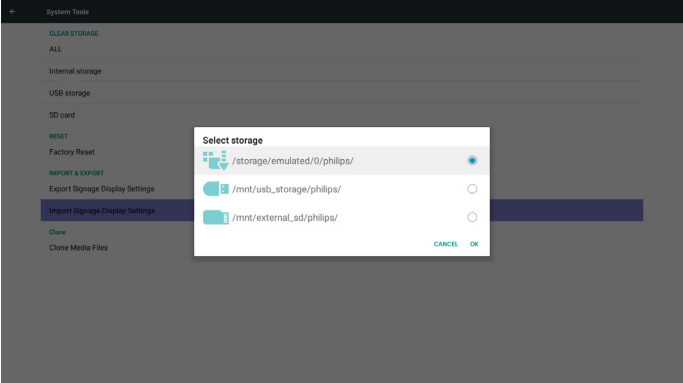 System Tools
CLEAR STORAGE
ALL
Internal storage
USB storage
SD card
RESET
Factory Reset
IMPORT & EXPORT
Export Signage Display Settings
Import Signage Display Settings
Clone
Clone Media Files
Select storage
/storage/emulated/0/philips/
/mnt/usb_storage/philips/
/mnt/external_sd/philips/
CANCEL OK